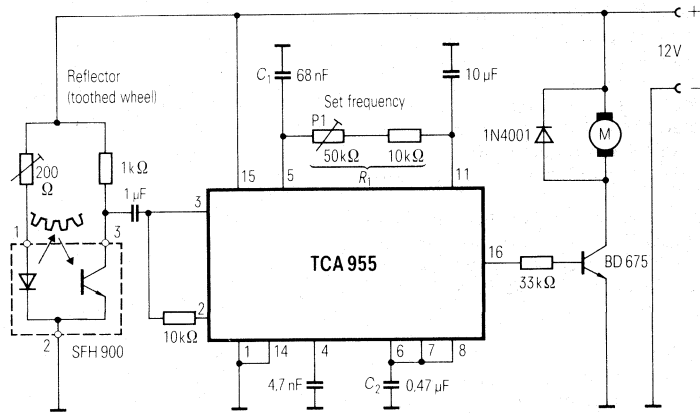 +
12V
−
Reflector
(toothed wheel)
C1
68 nF
10 μF
Set frequency
P1
50kΩ
10kΩ
R1
1N4001
M
200
Ω
1kΩ
1 μF
15
5
11
3
1
3
TCA 955
16
33kΩ
BD 675
2
10kΩ
2
SFH 900
1
14
4
6
7
8
4,7 nF
C2
0,47 μF